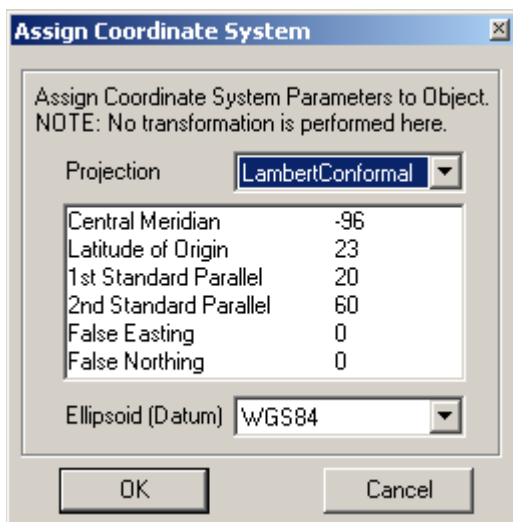 Assign Coordinate System
Assign Coordinate System Parameters to Object.
NOTE: No transformation is performed here.
Projection LambertConformal
Central Meridian -96
Latitude of Origin 23
1st Standard Parallel 20
2nd Standard Parallel 60
False Easting 0
False Northing 0
Ellipsoid (Datum) WGS84
OK Cancel